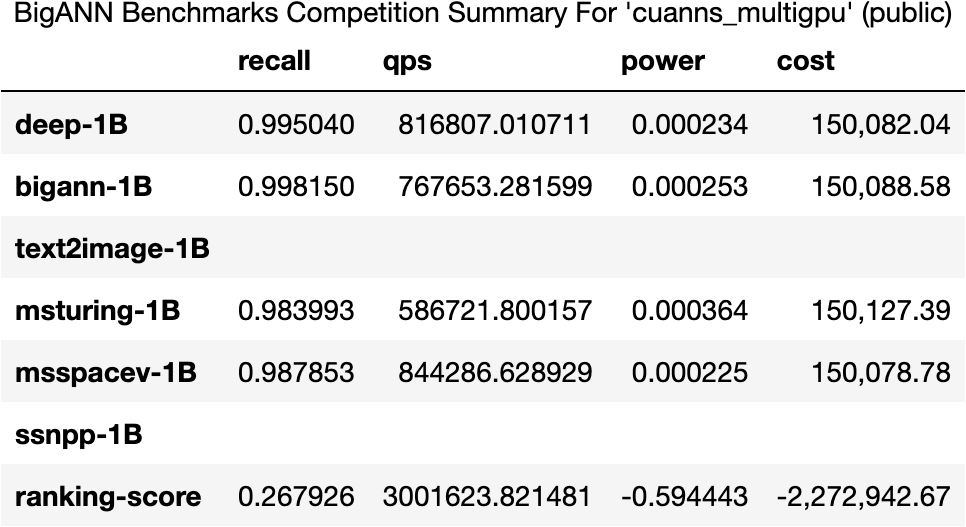 BigANN Benchmarks Competition Summary For 'cuanns_multigpu' (public)
recall qps power cost
deep-1B 0.995040 816807.010711 0.000234 150,082.04
bigann-1B 0.998150 767653.281599 0.000253 150,088.58
text2image-1B
msturing-1B 0.983993 586721.800157 0.000364 150,127.39
msspacev-1B 0.987853 844286.628929 0.000225 150,078.78
ssnpp-1B
ranking-score 0.267926 3001623.821481 -0.594443 -2,272,942.67